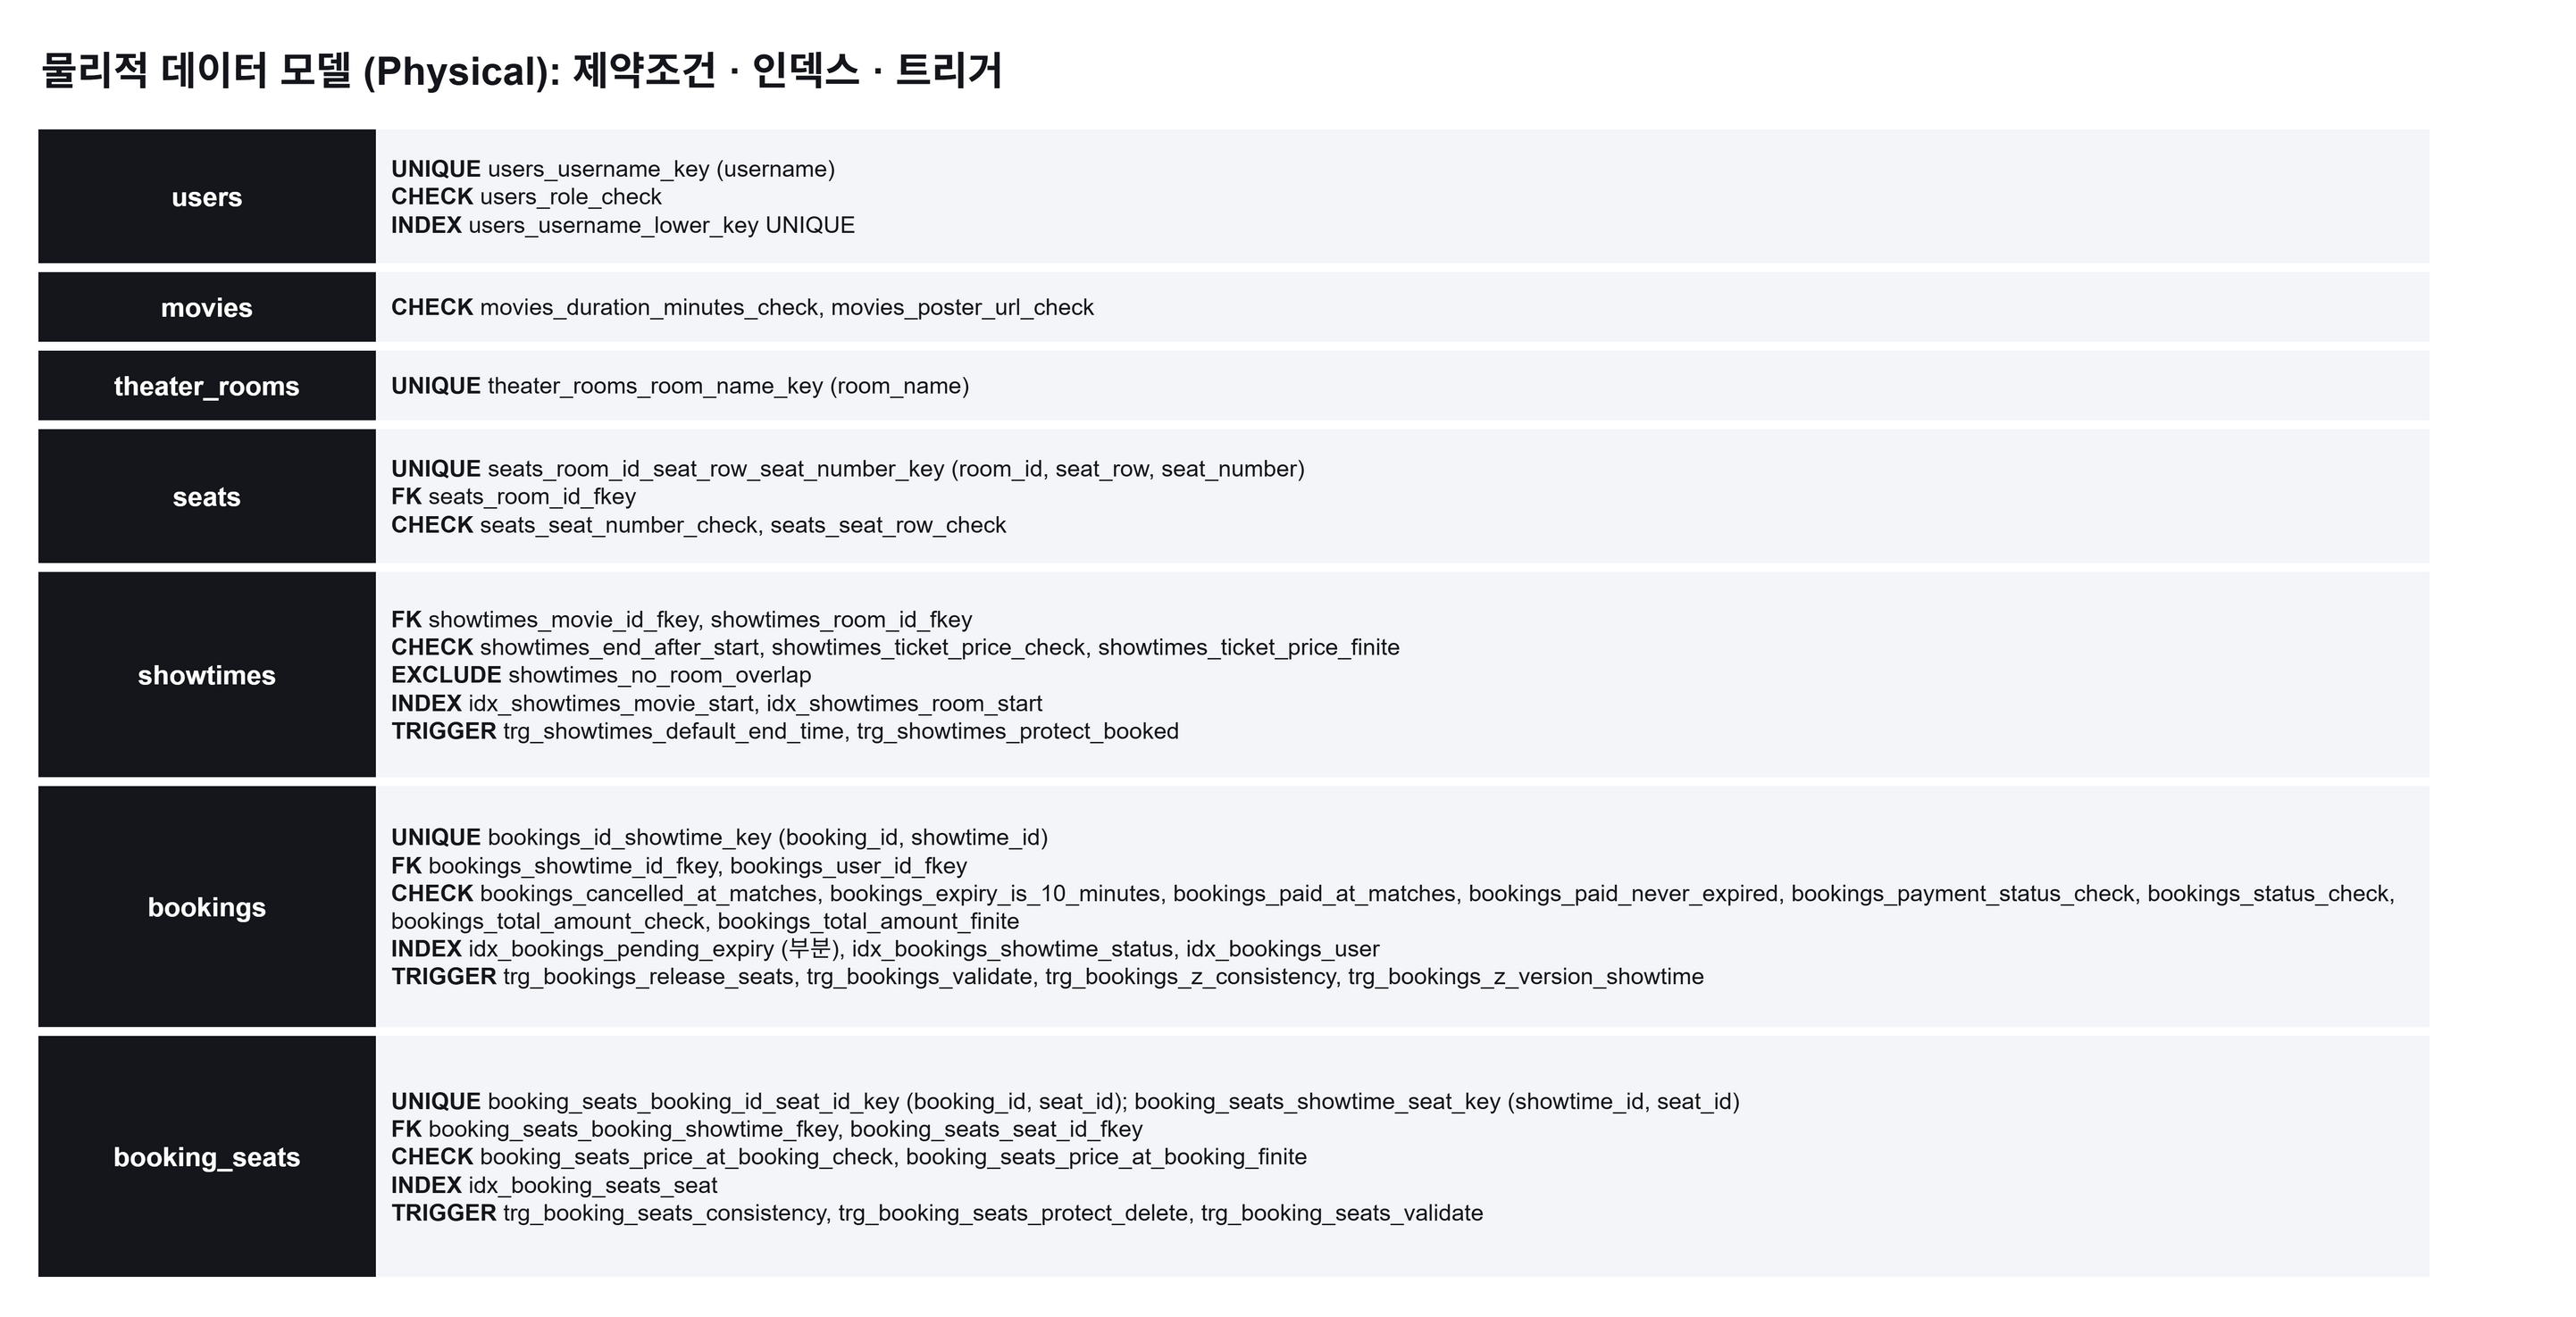 물리적 데이터 모델 (Physical): 제약조건 · 인덱스 · 트리거
users
UNIQUE users_username_key (username)
CHECK users_role_check
INDEX users_username_lower_key UNIQUE
movies
CHECK movies_duration_minutes_check, movies_poster_url_check
theater_rooms
UNIQUE theater_rooms_room_name_key (room_name)
seats
UNIQUE seats_room_id_seat_row_seat_number_key (room_id, seat_row, seat_number)
FK seats_room_id_fkey
CHECK seats_seat_number_check, seats_seat_row_check
showtimes
FK showtimes_movie_id_fkey, showtimes_room_id_fkey
CHECK showtimes_end_after_start, showtimes_ticket_price_check, showtimes_ticket_price_finite
EXCLUDE showtimes_no_room_overlap
INDEX idx_showtimes_movie_start, idx_showtimes_room_start
TRIGGER trg_showtimes_default_end_time, trg_showtimes_protect_booked
bookings
UNIQUE bookings_id_showtime_key (booking_id, showtime_id)
FK bookings_showtime_id_fkey, bookings_user_id_fkey
CHECK bookings_cancelled_at_matches, bookings_expiry_is_10_minutes, bookings_paid_at_matches, bookings_paid_never_expired, bookings_payment_status_check, bookings_status_check,
bookings_total_amount_check, bookings_total_amount_finite
INDEX idx_bookings_pending_expiry (부분), idx_bookings_showtime_status, idx_bookings_user
TRIGGER trg_bookings_release_seats, trg_bookings_validate, trg_bookings_z_consistency, trg_bookings_z_version_showtime
booking_seats
UNIQUE booking_seats_booking_id_seat_id_key (booking_id, seat_id); booking_seats_showtime_seat_key (showtime_id, seat_id)
FK booking_seats_booking_showtime_fkey, booking_seats_seat_id_fkey
CHECK booking_seats_price_at_booking_check, booking_seats_price_at_booking_finite
INDEX idx_booking_seats_seat
TRIGGER trg_booking_seats_consistency, trg_booking_seats_protect_delete, trg_booking_seats_validate